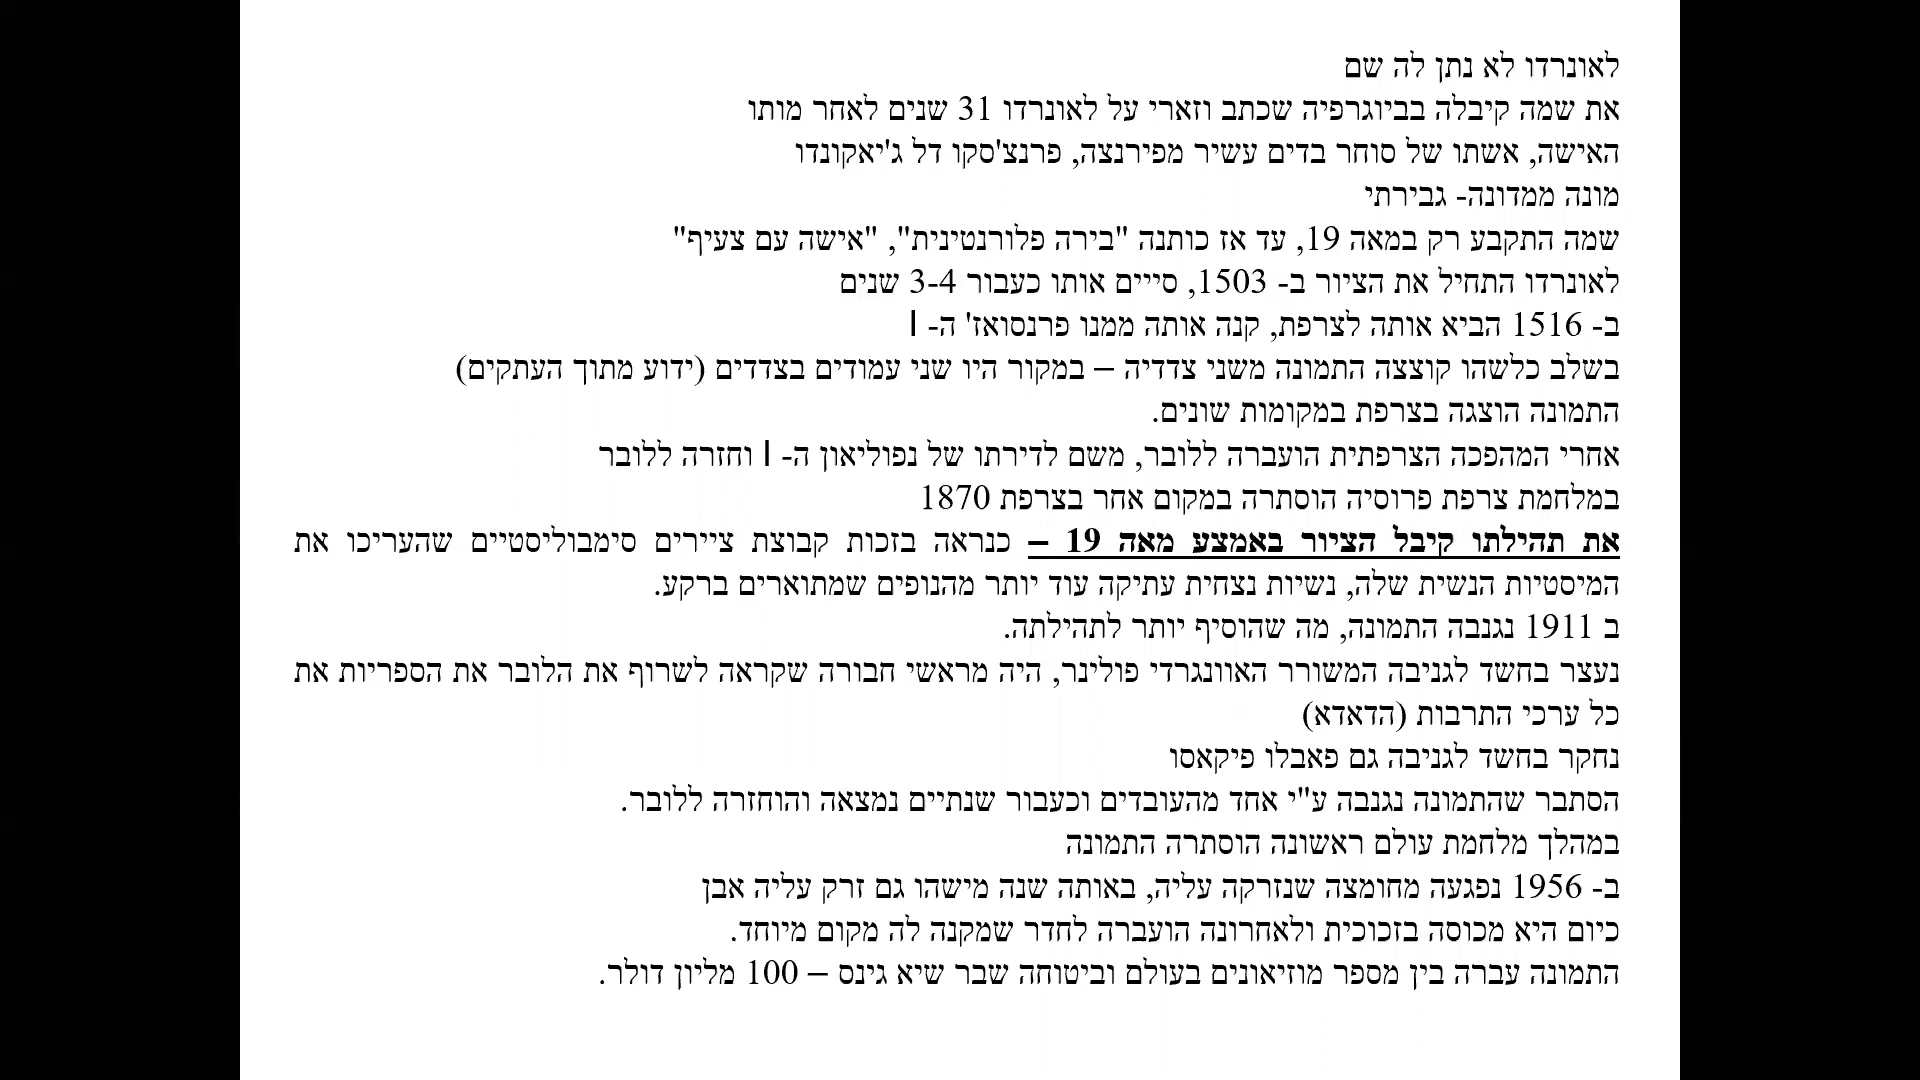 לאונרדו לא נתן לה שם
את שמה קיבלה בביוגרפיה שכתב וזארי על לאונרדו 31 שנים לאחר מותו
האישה, אשתו של סוחר בדים עשיר מפירנצה, פרנצ'סקו דל ג'יאקונדו
מונה ממדונה- גבירתי
שמה התקבע רק במאה 19, עד אז כותנה "בירה פלורנטינית", "אישה עם צעיף"
לאונרדו התחיל את הציור ב- 1503, סייים אותו כעבור 3-4 שנים
ב- 1516 הביא אותה לצרפת, קנה אותה ממנו פרנסואז' ה- I
בשלב כלשהו קוצצה התמונה משני צדדיה – במקור היו שני עמודים בצדדים (ידוע מתוך העתקים)
התמונה הוצגה בצרפת במקומות שונים.
אחרי המהפכה הצרפתית הועברה ללובר, משם לדירתו של נפוליאון ה- I וחזרה ללובר
במלחמת צרפת פרוסיה הוסתרה במקום אחר בצרפת 1870
את תהילתו קיבל הציור באמצע מאה 19 – כנראה בזכות קבוצת ציירים סימבוליסטיים שהעריכו את
המיסטיות הנשית שלה, נשיות נצחית עתיקה עוד יותר מהנופים שמתוארים ברקע.
ב 1911 נגנבה התמונה, מה שהוסיף יותר לתהילתה.
נעצר בחשד לגניבה המשורר האוונגרדי פולינר, היה מראשי חבורה שקראה לשרוף את הלובר את הספריות את
כל ערכי התרבות (הדאדא)
נחקר בחשד לגניבה גם פאבלו פיקאסו
הסתבר שהתמונה נגנבה ע"י אחד מהעובדים וכעבור שנתיים נמצאה והוחזרה ללובר.
במהלך מלחמת עולם ראשונה הוסתרה התמונה
ב- 1956 נפגעה מחומצה שנזרקה עליה, באותה שנה מישהו גם זרק עליה אבן
כיום היא מכוסה בזכוכית ולאחרונה הועברה לחדר שמקנה לה מקום מיוחד.
התמונה עברה בין מספר מוזיאונים בעולם וביטוחה שבר שיא גינס – 100 מליון דולר.